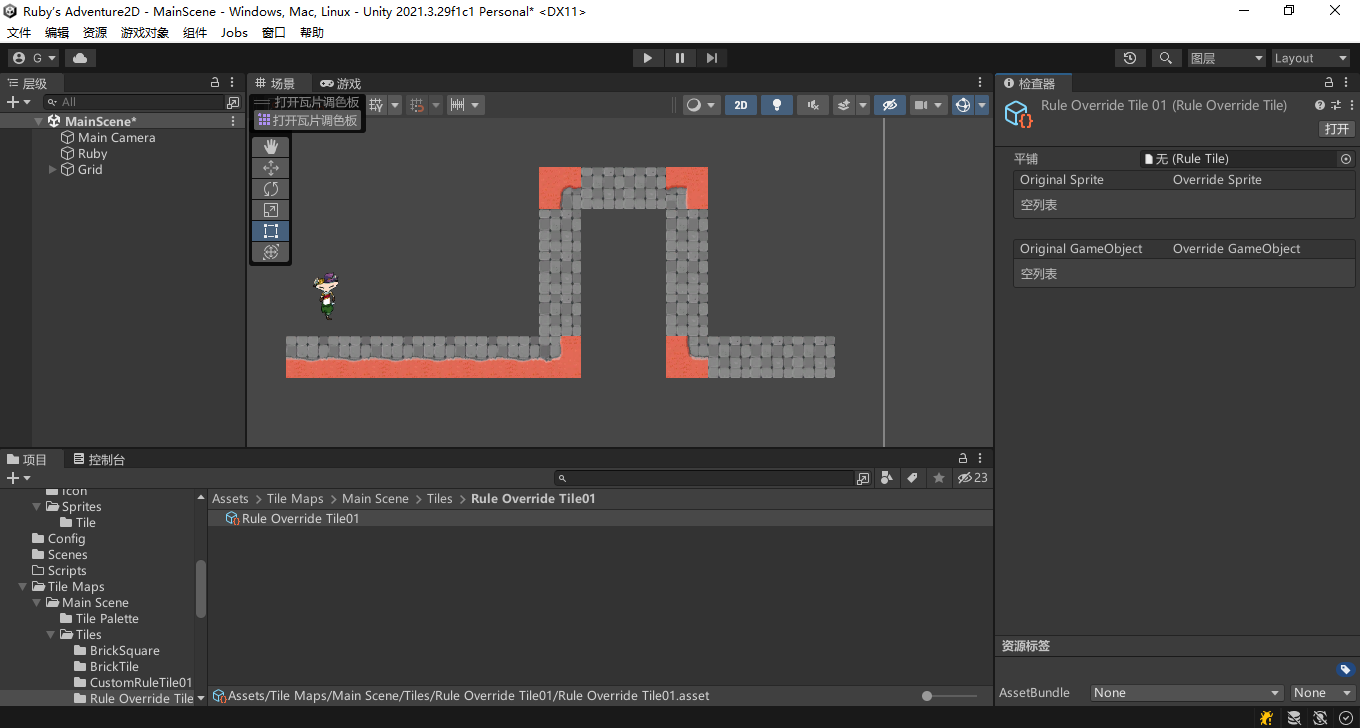 Ruby's Adventure2D - MainScene - Windows, Mac, Linux - Unity 2021.3.29f1c1 Personal* <DX11>
文件 编辑 资源 游戏对象 组件 Jobs 窗口 帮助
G
图层 Layout
层级
All
MainScene*
Main Camera
Ruby
Grid
场景 游戏
打开瓦片调色板
打开瓦片调色板
2D
检查器
Rule Override Tile 01 (Rule Override Tile)
打开
平铺 无 (Rule Tile)
Original Sprite Override Sprite
空列表
Original GameObject Override GameObject
空列表
项目 控制台
23
Icon
Sprites
Tile
Config
Scenes
Scripts
Tile Maps
Main Scene
Tile Palette
Tiles
BrickSquare
BrickTile
CustomRuleTile01
Rule Override Tile
Assets > Tile Maps > Main Scene > Tiles > Rule Override Tile01
Rule Override Tile01
Assets/Tile Maps/Main Scene/Tiles/Rule Override Tile01/Rule Override Tile01.asset
资源标签
AssetBundle None None